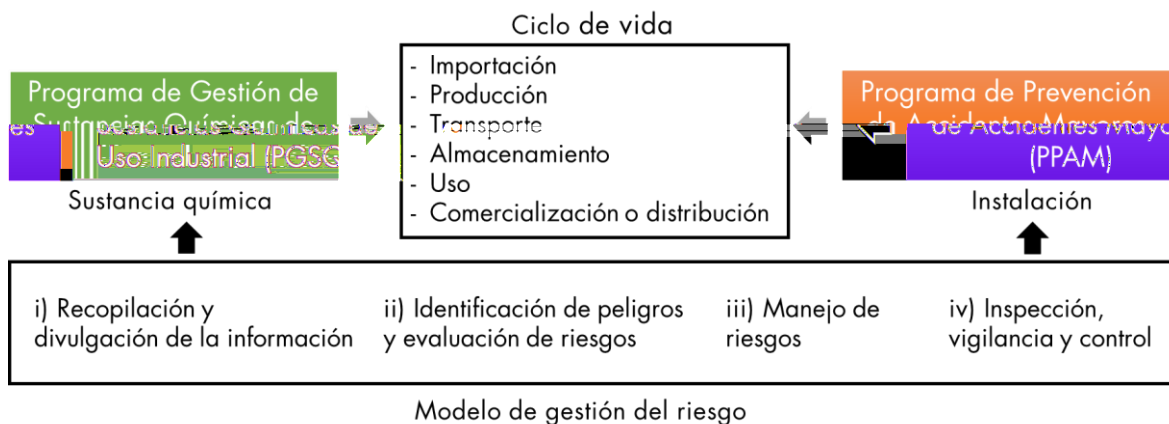 Ciclo de vida
Programa de Gestión de
Uso Industrial (PGSQ
Sustancia química
- Importación
- Producción
- Transporte
- Almacenamiento
- Uso
- Comercialización o distribución
Programa de Prevención
(PPAM)
Instalación
i) Recopilación y
divulgación de la información
ii) Identificación de peligros
y evaluación de riesgos
iii) Manejo de
riesgos
iv) Inspección,
vigilancia y control
Modelo de gestión del riesgo